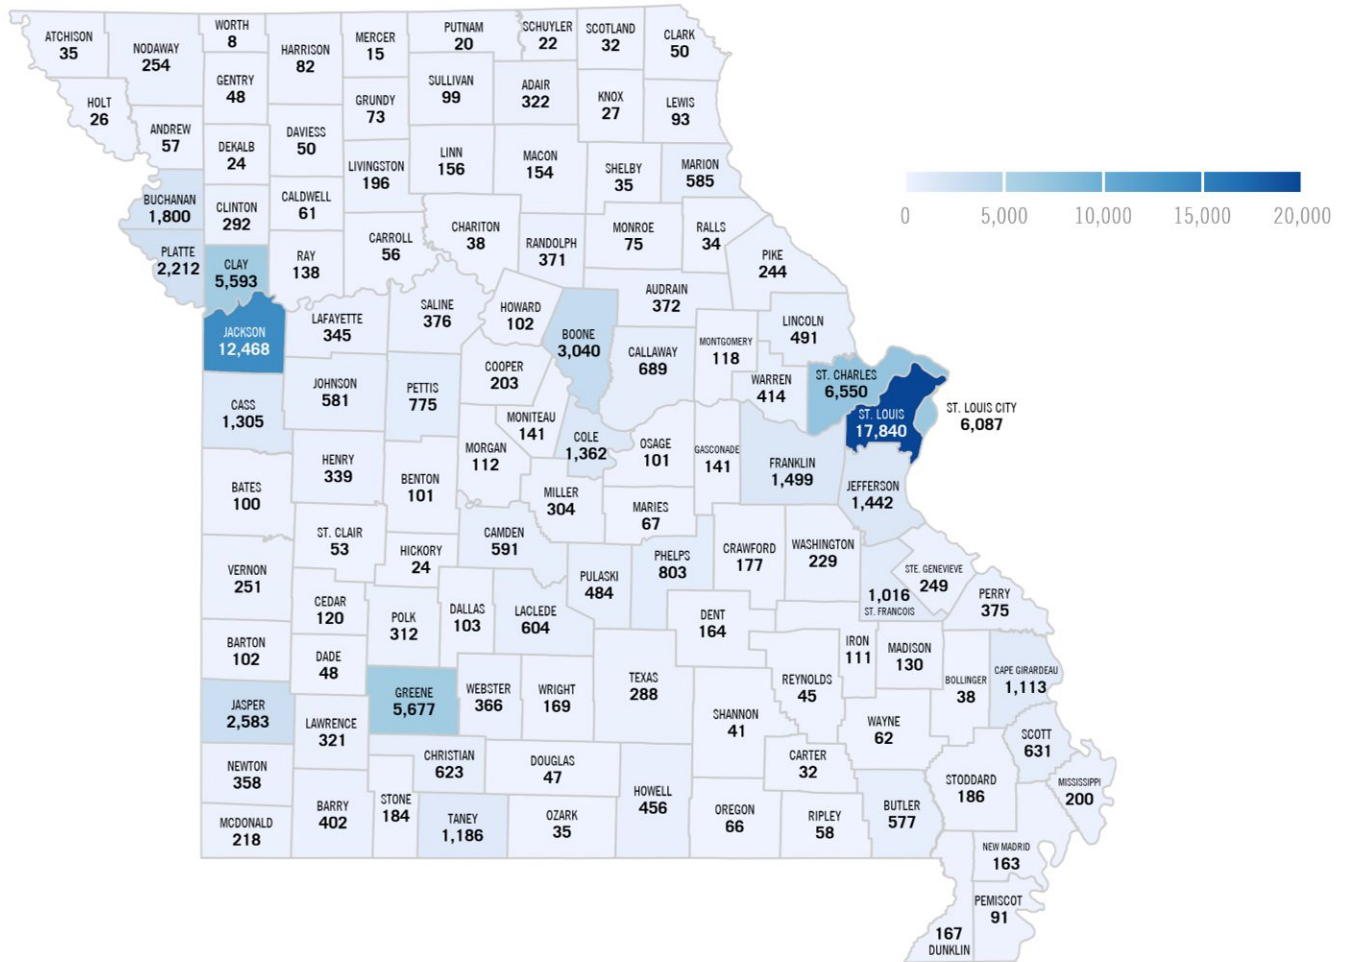 ATCHISON
35
NODAWAY
254
WORTH
8
HARRISON
82
MERCER
15
PUTNAM
20
SCHUYLER
22
SCOTLAND
32
CLARK
50
HOLT
26
GENTRY
48
GRUNDY
73
SULLIVAN
99
ADAIR
322
KNOX
27
LEWIS
93
ANDREW
57
DEKALB
24
DAVIESS
50
LIVINGSTON
196
LINN
156
MACON
154
SHELBY
35
MARION
585
0
5,000
10,000
15,000
20,000
BUCHANAN
1,800
CLINTON
292
CALDWELL
61
CARROLL
56
CHARITON
38
RANDOLPH
371
MONROE
75
RALLS
34
PIKE
244
PLATTE
2,212
CLAY
5,593
RAY
138
JACKSON
12,468
LAFAYETTE
345
SALINE
376
HOWARD
102
BOONE
3,040
AUDRAIN
372
CALLAWAY
689
MONTGOMERY
118
LINCOLN
491
WARREN
414
ST. CHARLES
6,550
ST. LOUIS
17,840
ST. LOUIS CITY
6,087
CASS
1,305
JOHNSON
581
PETTIS
775
COOPER
203
MONITEAU
141
COLE
1,362
OSAGE
101
GASCONADE
141
FRANKLIN
1,499
JEFFERSON
1,442
BATES
100
HENRY
339
BENTON
101
MORGAN
112
MILLER
304
MARIES
67
VERNON
251
ST. CLAIR
53
HICKORY
24
CAMDEN
591
PULASKI
484
PHELPS
803
CRAWFORD
177
WASHINGTON
229
1,016
ST. FRANCOIS
STE. GENEVIEVE
249
PERRY
375
CEDAR
120
POLK
312
DALLAS
103
LACLEDE
604
DENT
164
IRON
111
MADISON
130
BOLLINGER
38
CAPE GIRARDEAU
1,113
BARTON
102
DADE
48
GREENE
5,677
WEBSTER
366
WRIGHT
169
TEXAS
288
REYNOLDS
45
SHANNON
41
WAYNE
62
SCOTT
631
JASPER
2,583
LAWRENCE
321
CHRISTIAN
623
DOUGLAS
47
CARTER
32
STODDARD
186
MISSISSIPPI
200
NEWTON
358
BARRY
402
STONE
184
TANEY
1,186
OZARK
35
HOWELL
456
OREGON
66
RIPLEY
58
BUTLER
577
MCDONALD
218
NEW MADRID
163
PEMISCOT
91
167
DUNKLIN